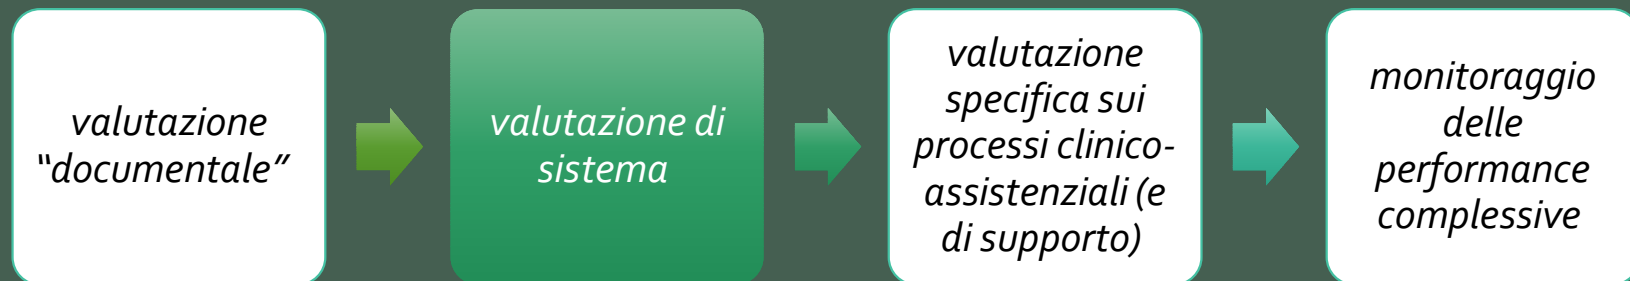 valutazione
“documentale”
valutazione di
sistema
valutazione
specifica sui
processi clinico-
assistenziali (e
di supporto)
monitoraggio
delle
performance
complessive